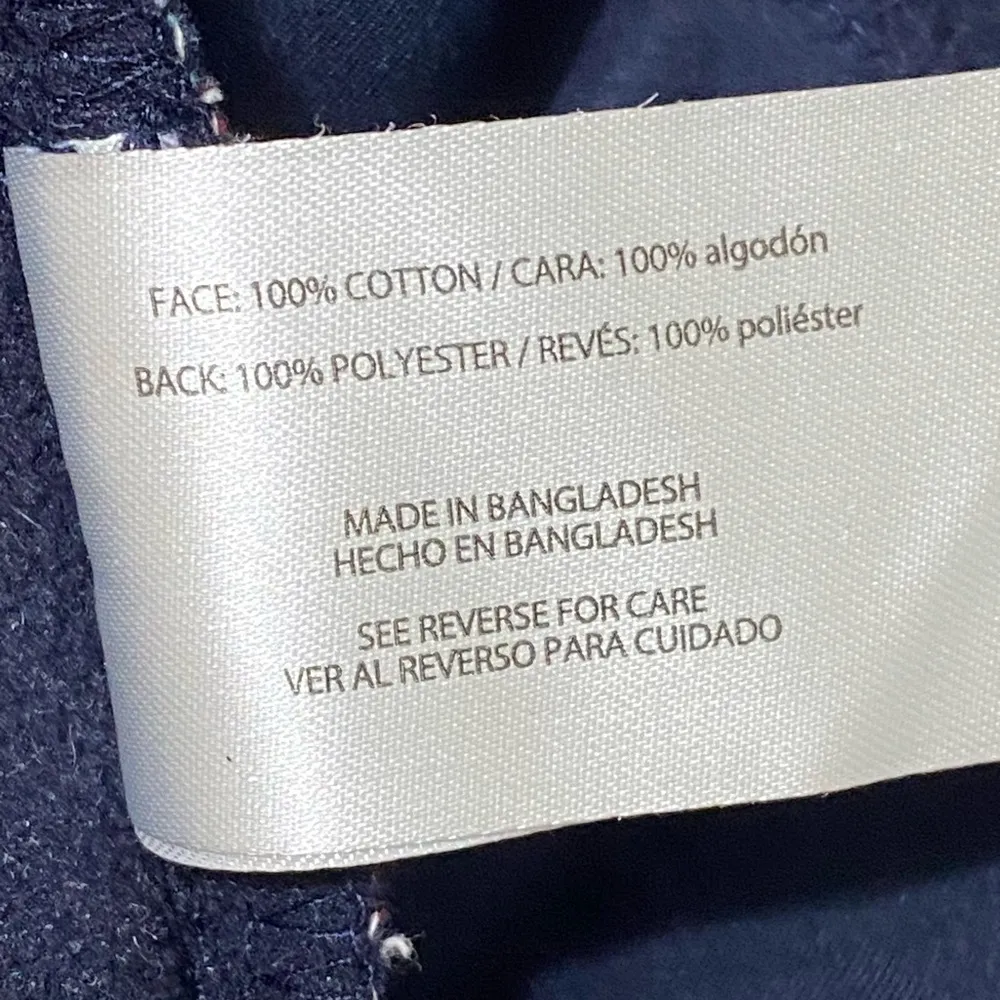 FACE: 100% COTTON / CARA: 100% algodón
BACK: 100% POLYESTER / REVÉS: 100% poliéster
MADE IN BANGLADESH
HECHO EN BANGLADESH
SEE REVERSE FOR CARE
VER AL REVERSO PARA CUIDADO